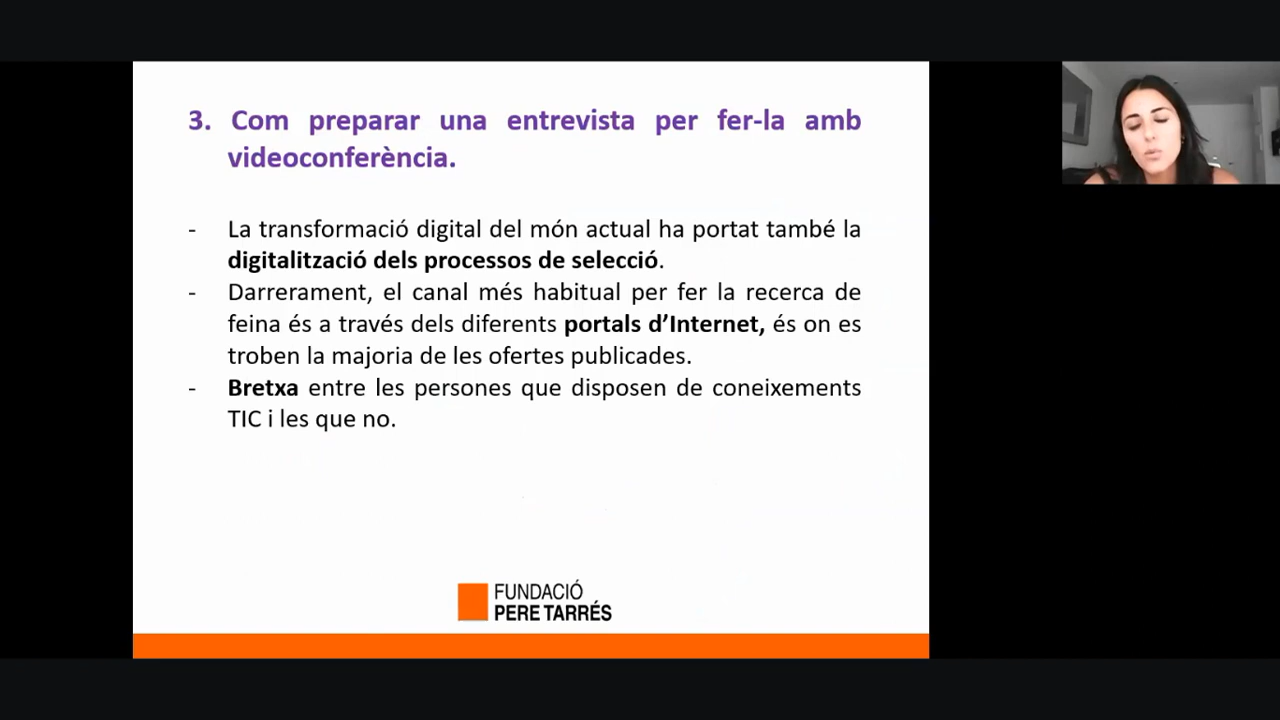 3. Com preparar una entrevista per fer-la amb
videoconferència.
- La transformació digital del món actual ha portat també la
digitalització dels processos de selecció.
- Darrerament, el canal més habitual per fer la recerca de
feina és a través dels diferents portals d’Internet, és on es
troben la majoria de les ofertes publicades.
- Bretxa entre les persones que disposen de coneixements
TIC i les que no.
FUNDACIÓ
PERE TARRÉS